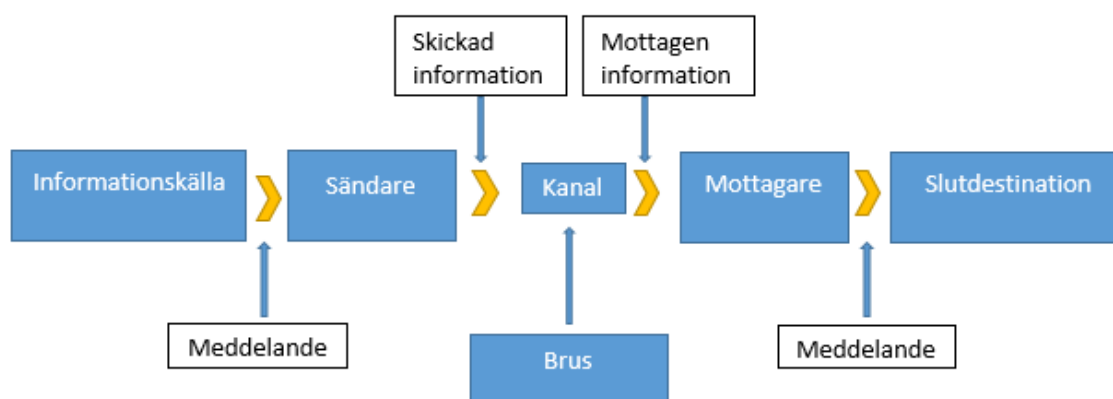 Skickad
information
Mottagen
information
Informationskälla
Sändare
Kanal
Mottagare
Slutdestination
Meddelande
Brus
Meddelande